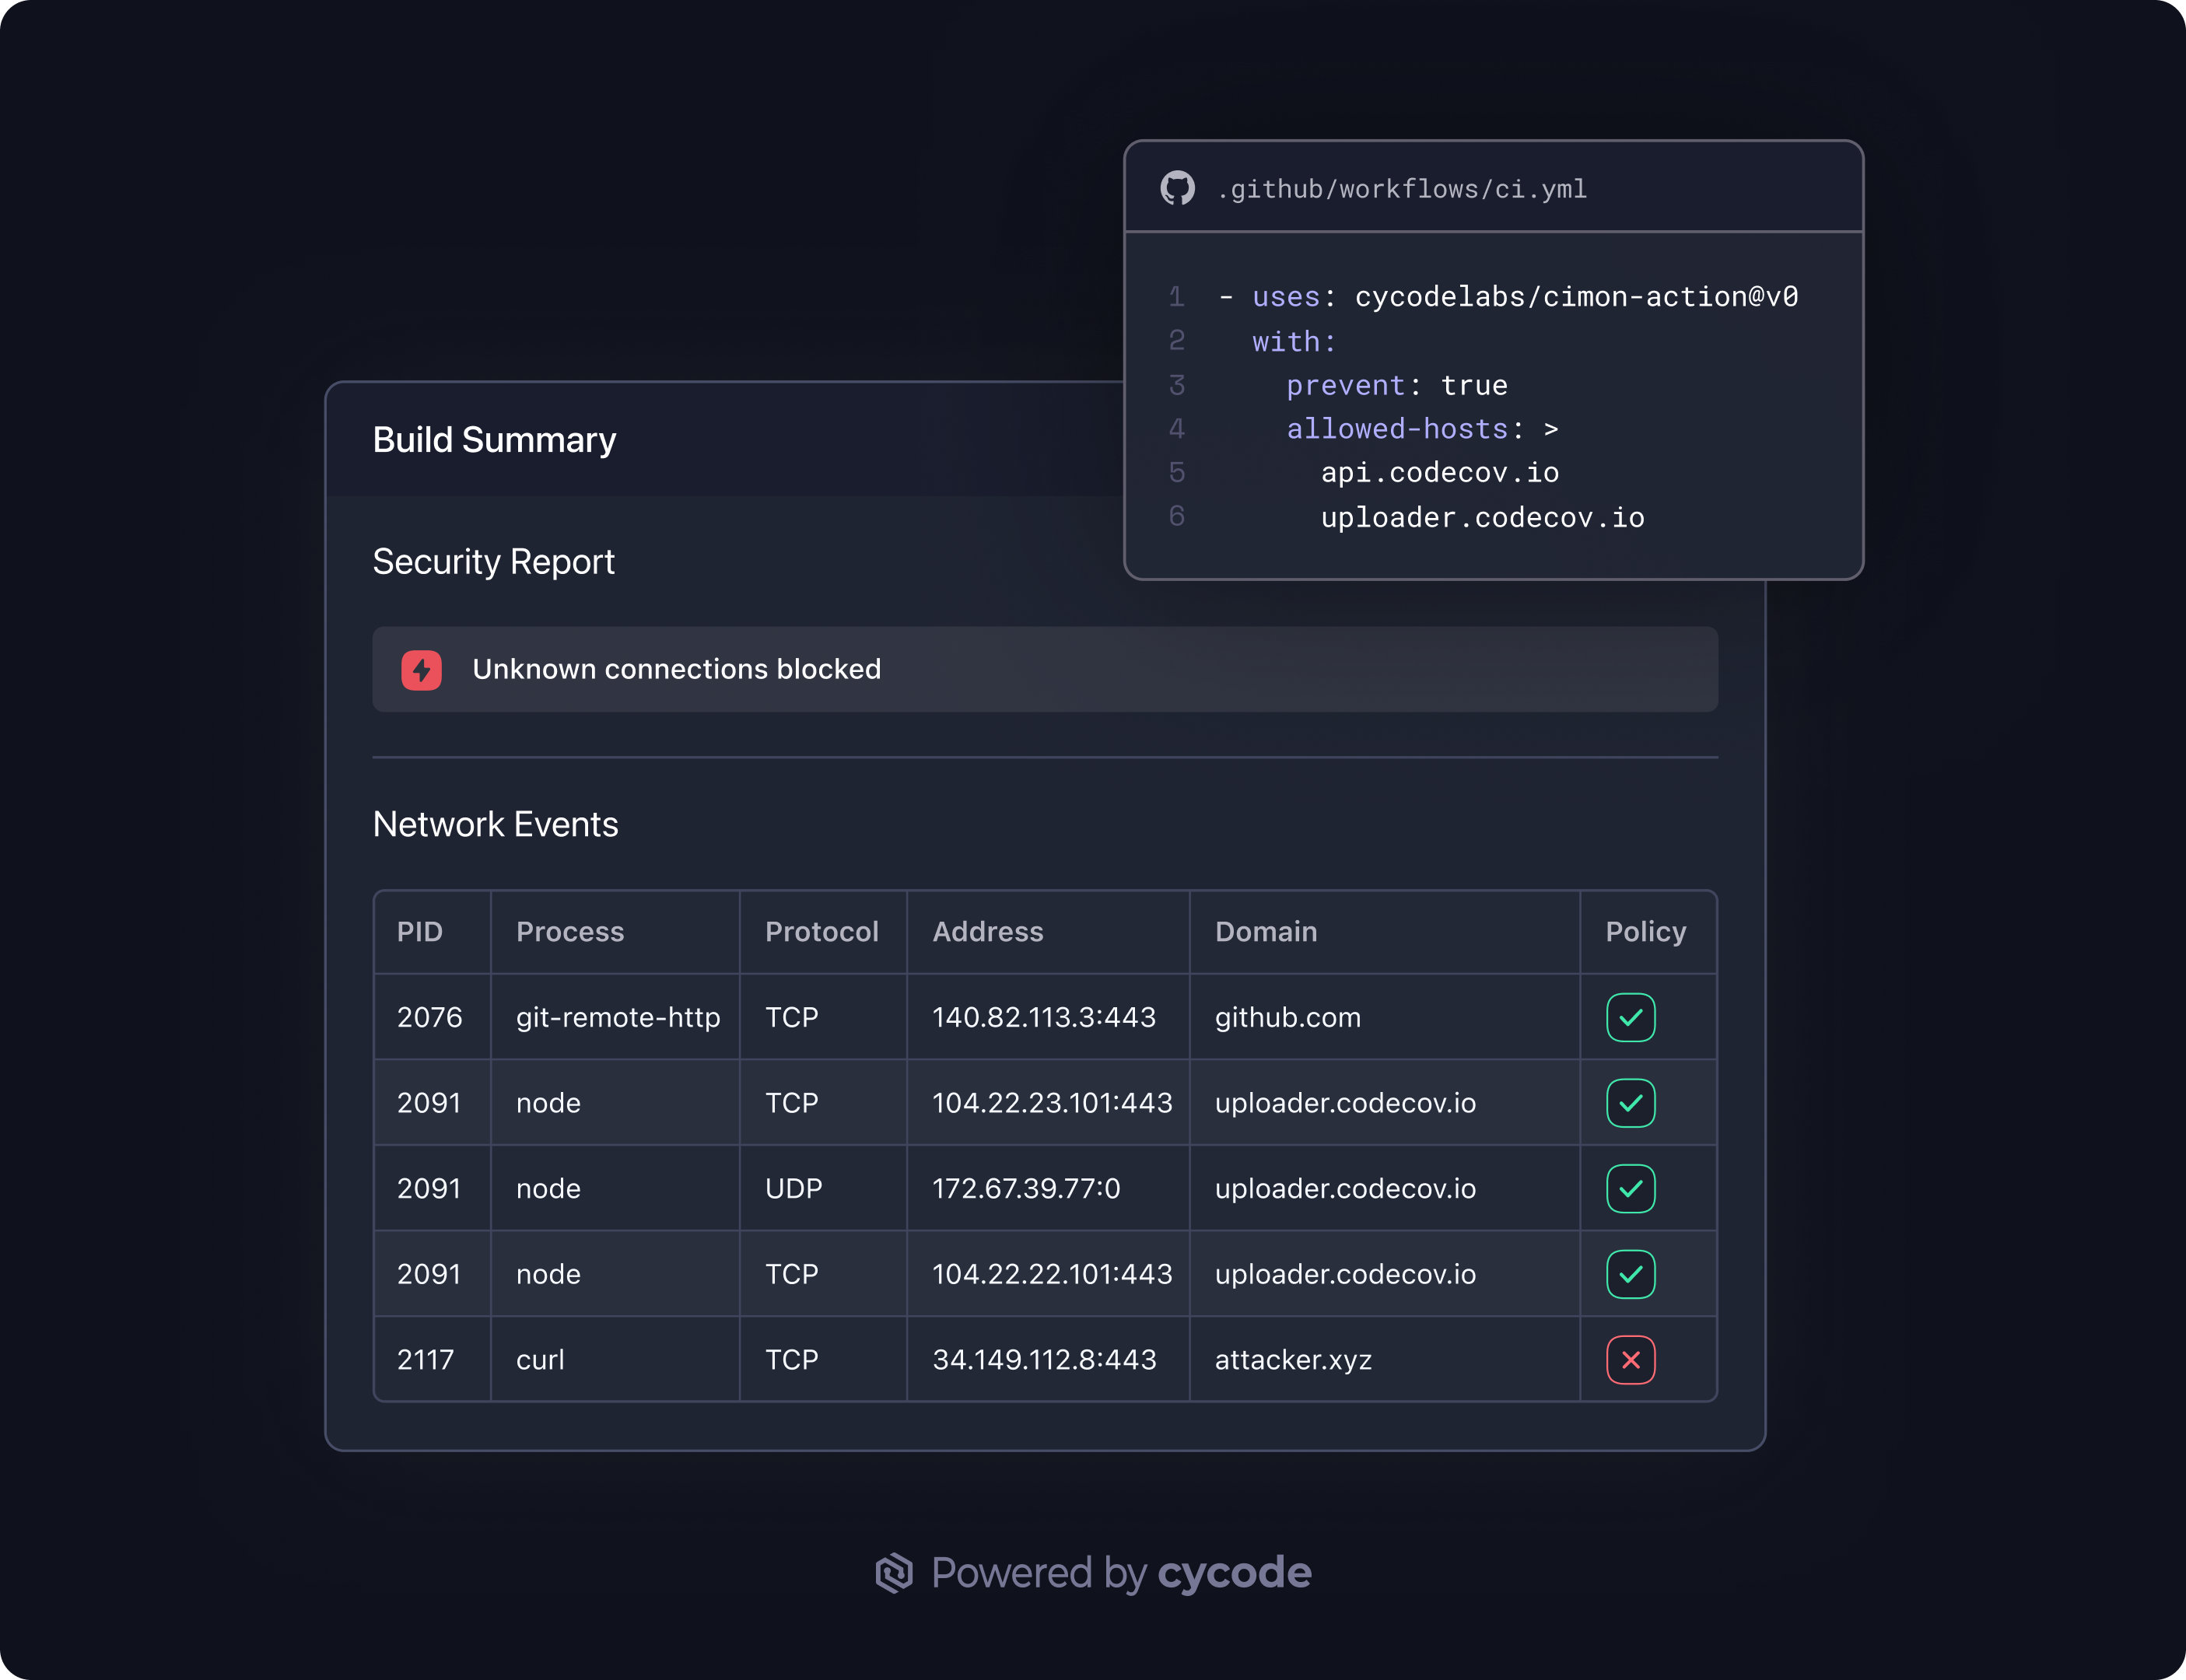 .github/workflows/ci.yml
1 - uses: cycodelabs/cimon-action@v0
2 with:
3 prevent: true
4 allowed-hosts: >
5 api.codecov.io
6 uploader.codecov.io
Build Summary
Security Report
Unknown connections blocked
Network Events
PID Process Protocol Address Domain Policy
2076 git-remote-http TCP 140.82.113.3:443 github.com
2091 node TCP 104.22.23.101:443 uploader.codecov.io
2091 node UDP 172.67.39.77:0 uploader.codecov.io
2091 node TCP 104.22.22.101:443 uploader.codecov.io
2117 curl TCP 34.149.112.8:443 attacker.xyz
Powered by cycode